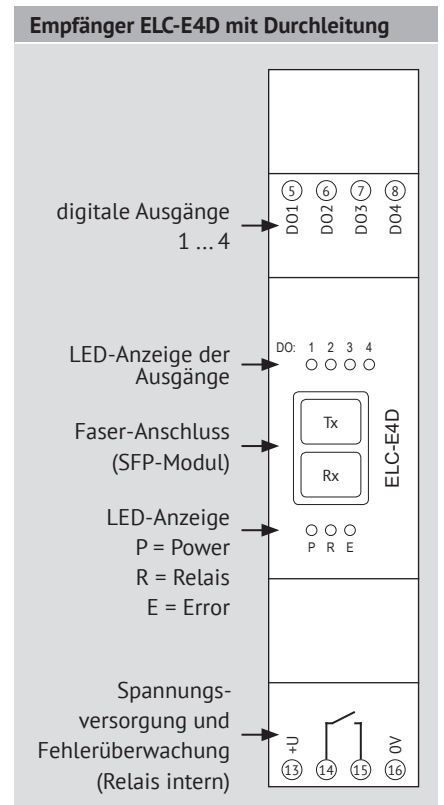 Empfänger ELC-E4D mit Durchleitung
5 6 7 8
DO1 DO2 DO3 DO4
digitale Ausgänge
1 ... 4
DO: 1 2 3 4
LED-Anzeige der
Ausgänge
Tx
Faser-Anschluss
(SFP-Modul)
Rx
ELC-E4D
LED-Anzeige
P R E
P = Power
R = Relais
E = Error
Spannungs-
versorgung und
Fehlerüberwachung
(Relais intern)
+U 0V
13 14 15 16